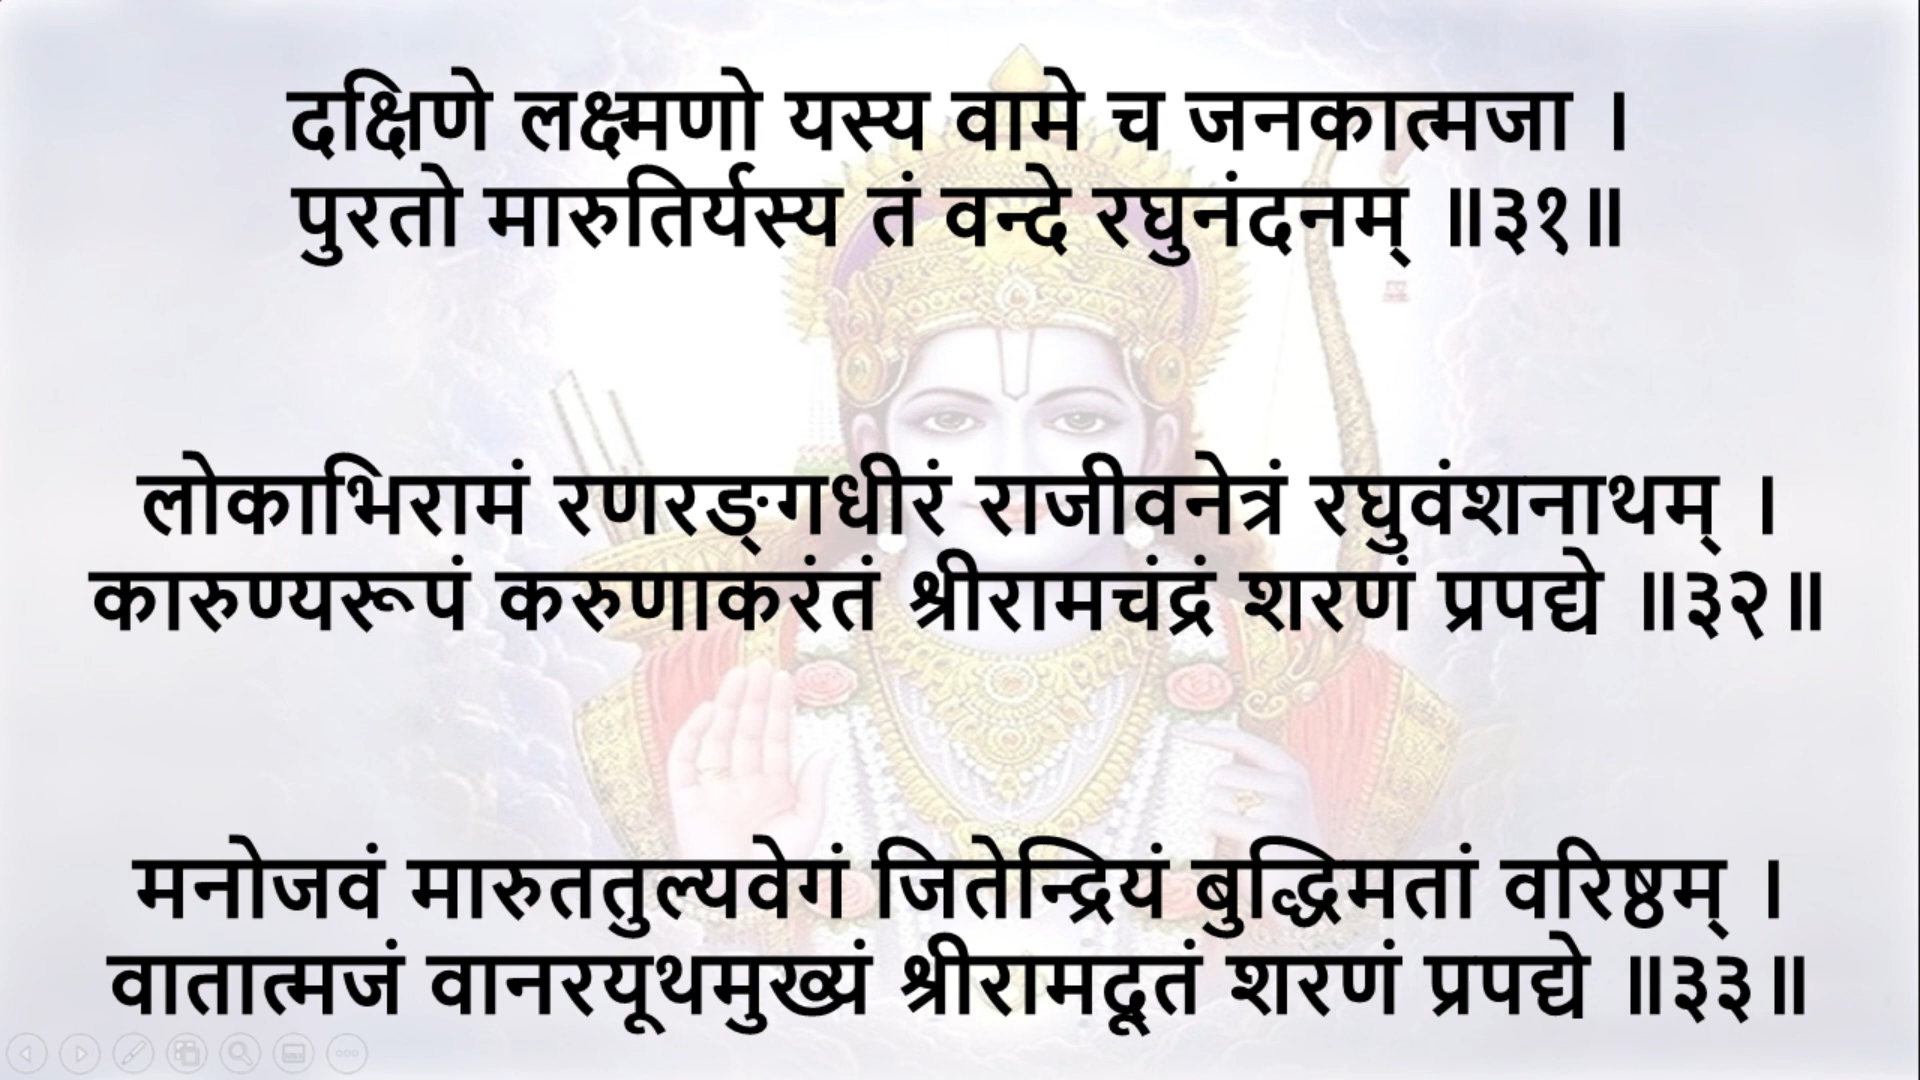 दक्षिणे लक्ष्मणो यस्य वामे च जनकात्मजा ।
पुरतो मारुतिर्यस्य तं वन्दे रघुनंदनम् ॥३१॥
लोकाभिरामं रणरङ्‌गधीरं राजीवनेत्रं रघुवंशनाथम् ।
कारुण्यरूपं करुणाकरंतं श्रीरामचंद्रं शरणं प्रपद्ये ॥३२॥
मनोजवं मारुततुल्यवेगं जितेन्द्रियं बुद्धिमतां वरिष्ठम् ।
वातात्मजं वानरयूथमुख्यं श्रीरामदूतं शरणं प्रपद्ये ॥३३॥